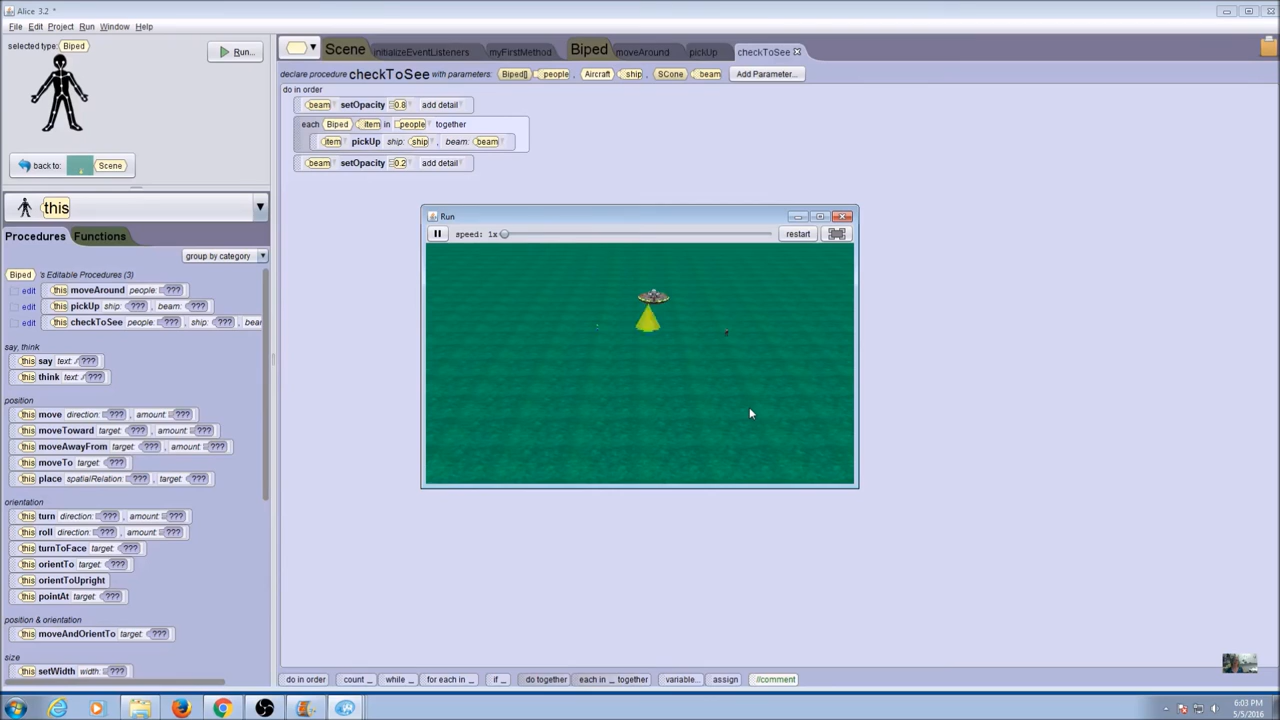 Alice 3.2 *
File Edit Project Run Window Help
selected type: Biped
Run...
back to: Scene
this
Procedures Functions
group by category
Biped 's Editable Procedures (3)
edit this moveAround people: ???
edit this pickUp ship: ??? , beam: ???
edit this checkToSee people: ??? , ship: ??? , bear
say, think
this say text: ???
this think text: ???
position
this move direction: ??? , amount: ???
this moveToward target: ??? , amount: ???
this moveAwayFrom target: ??? , amount: ???
this moveTo target: ???
this place spatialRelation: ??? , target: ???
orientation
this turn direction: ??? , amount: ???
this roll direction: ??? , amount: ???
this turnToFace target: ???
this orientTo target: ???
this orientToUpright
this pointAt target: ???
position & orientation
this moveAndOrientTo target: ???
size
this setWidth width: ???
Scene initializeEventListeners myFirstMethod Biped moveAround pickUp checkToSee
declare procedure checkToSee with parameters: Biped[] people , Aircraft ship , SCone beam Add Parameter...
do in order
beam setOpacity 0.8 add detail
each Biped item in people together
item pickUp ship: ship , beam: beam
beam setOpacity 0.2 add detail
Run
speed: 1x restart
do in order count _ while _ for each in _ if _ do together each in _ together variable... assign //comment
6:03 PM
5/5/2016